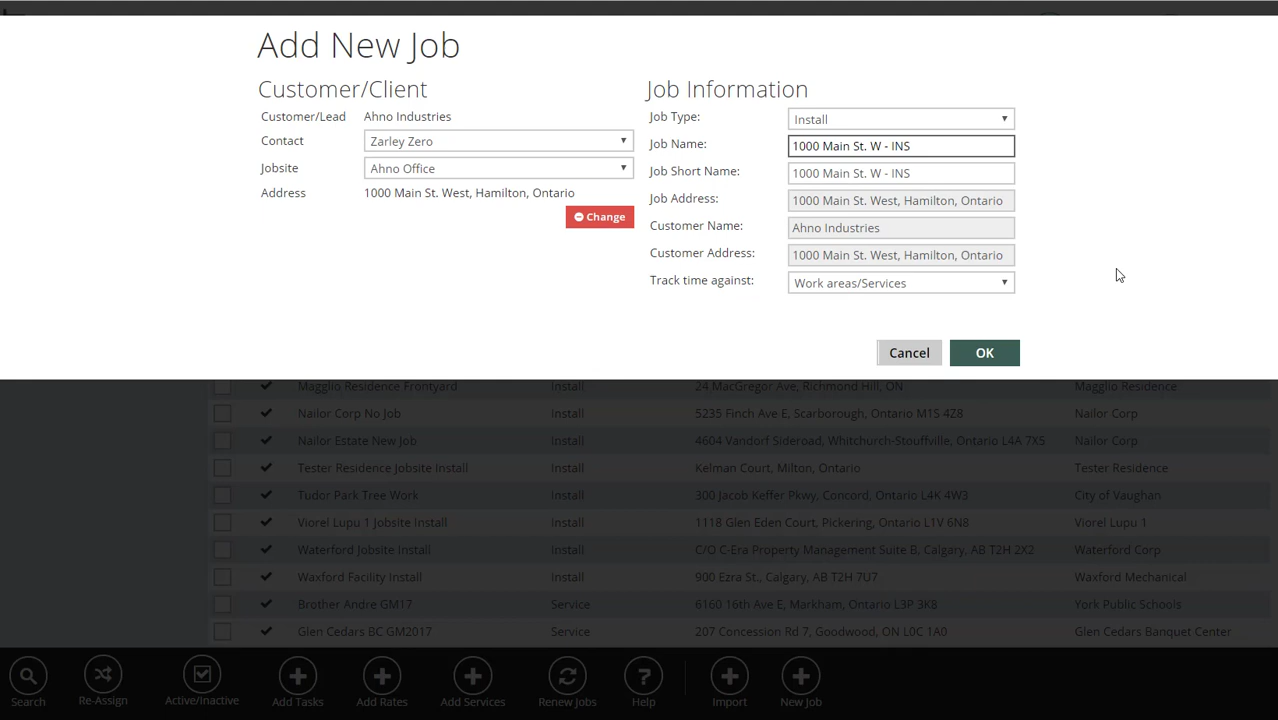 Add New Job
Customer/Client
Customer/Lead Ahno Industries
Contact Zarley Zero
Jobsite Ahno Office
Address 1000 Main St. West, Hamilton, Ontario
Change
Job Information
Job Type: Install
Job Name: 1000 Main St. W - INS
Job Short Name: 1000 Main St. W - INS
Job Address: 1000 Main St. West, Hamilton, Ontario
Customer Name: Ahno Industries
Customer Address: 1000 Main St. West, Hamilton, Ontario
Track time against: Work areas/Services
Cancel OK
Magglio Residence Frontyard Install 24 MacGregor Ave, Richmond Hill, ON Magglio Residence
Nailor Corp No Job Install 5235 Finch Ave E, Scarborough, Ontario M1S 4Z8 Nailor Corp
Nailor Estate New Job Install 4604 Vandorf Sideroad, Whitchurch-Stouffville, Ontario L4A 7X5 Nailor Corp
Tester Residence Jobsite Install Install Kelman Court, Milton, Ontario Tester Residence
Tudor Park Tree Work Install 300 Jacob Keffer Pkwy, Concord, Ontario L4K 4W3 City of Vaughan
Viorel Lupu 1 Jobsite Install Install 1118 Glen Eden Court, Pickering, Ontario L1V 6N8 Viorel Lupu 1
Waterford Jobsite Install Install C/O C-Era Property Management Suite B, Calgary, AB T2H 2X2 Waterford Corp
Waxford Facility Install Install 900 Ezra St., Calgary, AB T2H 7U7 Waxford Mechanical
Brother Andre GM17 Service 6160 16th Ave E, Markham, Ontario L3P 3K8 York Public Schools
Glen Cedars BC GM2017 Service 207 Concession Rd 7, Goodwood, ON L0C 1A0 Glen Cedars Banquet Center
Search Re-Assign Active/Inactive Add Tasks Add Rates Add Services Renew Jobs Help Import New Job